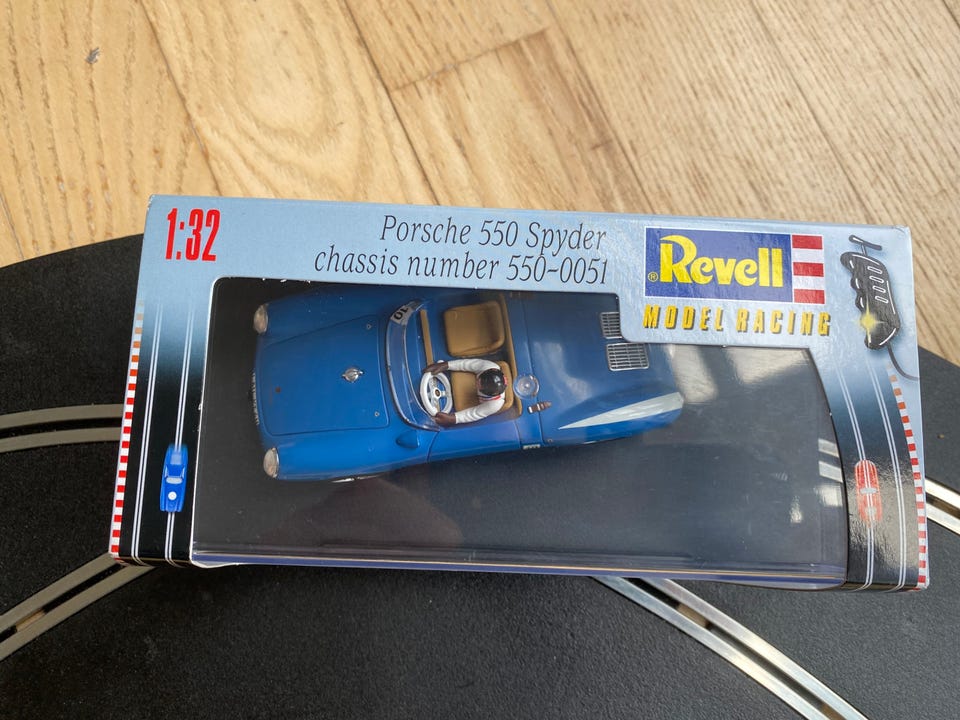 1:32
Porsche 550 Spyder
chassis number 550-0051
® Revell
MODEL RACING